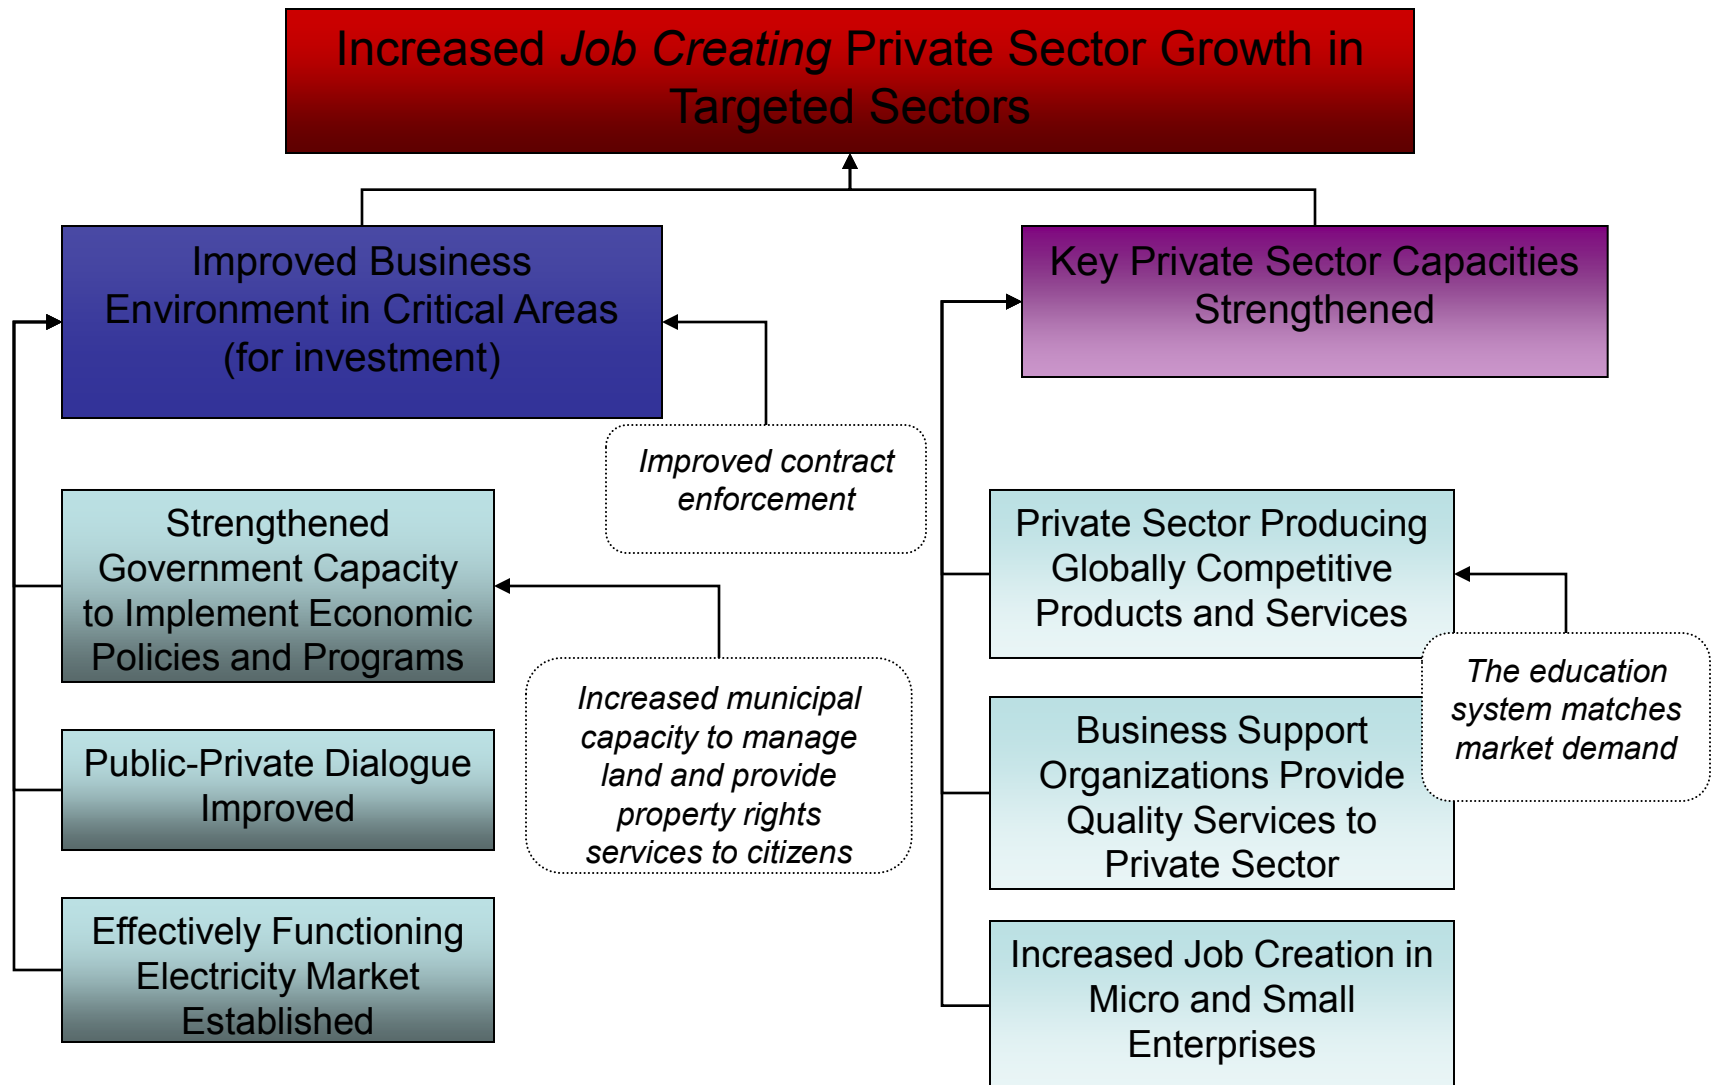 Increased Job Creating Private Sector Growth in
Targeted Sectors
Improved Business
Environment in Critical Areas
(for investment)
Key Private Sector Capacities
Strengthened
Improved contract
enforcement
Strengthened
Government Capacity
to Implement Economic
Policies and Programs
Private Sector Producing
Globally Competitive
Products and Services
Increased municipal
capacity to manage
land and provide
property rights
services to citizens
The education
system matches
market demand
Public-Private Dialogue
Improved
Business Support
Organizations Provide
Quality Services to
Private Sector
Effectively Functioning
Electricity Market
Established
Increased Job Creation in
Micro and Small
Enterprises